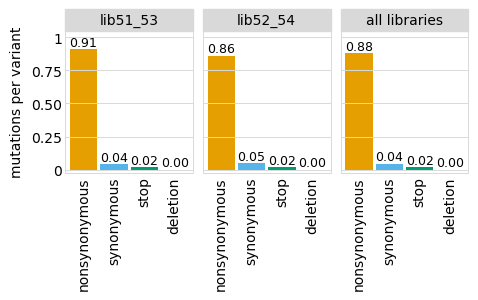 lib51_53
lib52_54
all libraries
mutations per variant
1
0.75
0.50
0.25
0
0.91
0.04
0.02
0.00
0.86
0.05
0.02
0.00
0.88
0.04
0.02
0.00
nonsynonymous
synonymous
stop
deletion
nonsynonymous
synonymous
stop
deletion
nonsynonymous
synonymous
stop
deletion